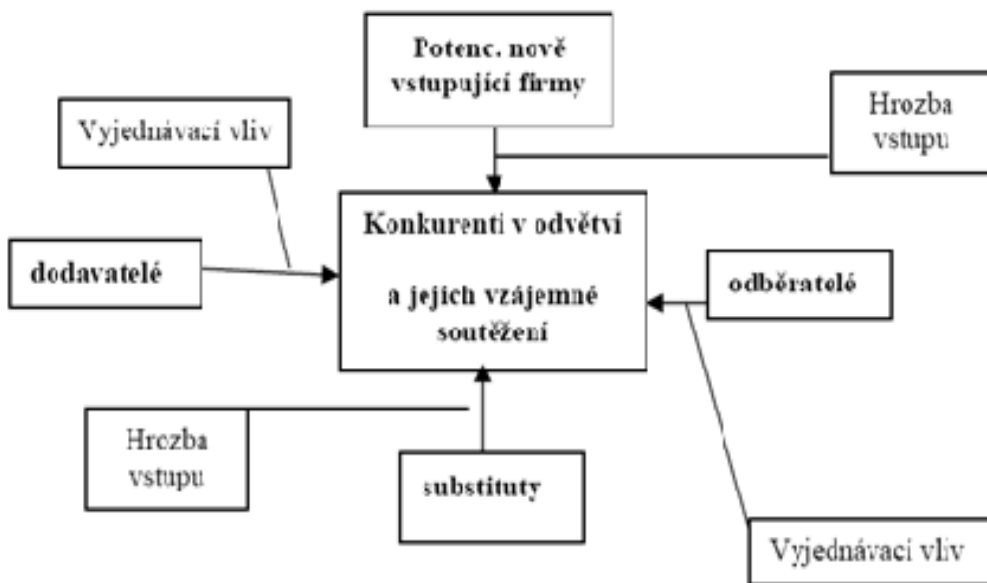 Potenc. nově
vstupující firmy
Hrozba
vstupu
Vyjednávací vliv
Konkurenti v odvětví
a jejich vzájemné
soutěžení
dodavatelé
odběratelé
Hrozba
vstupu
substituty
Vyjednávací vliv